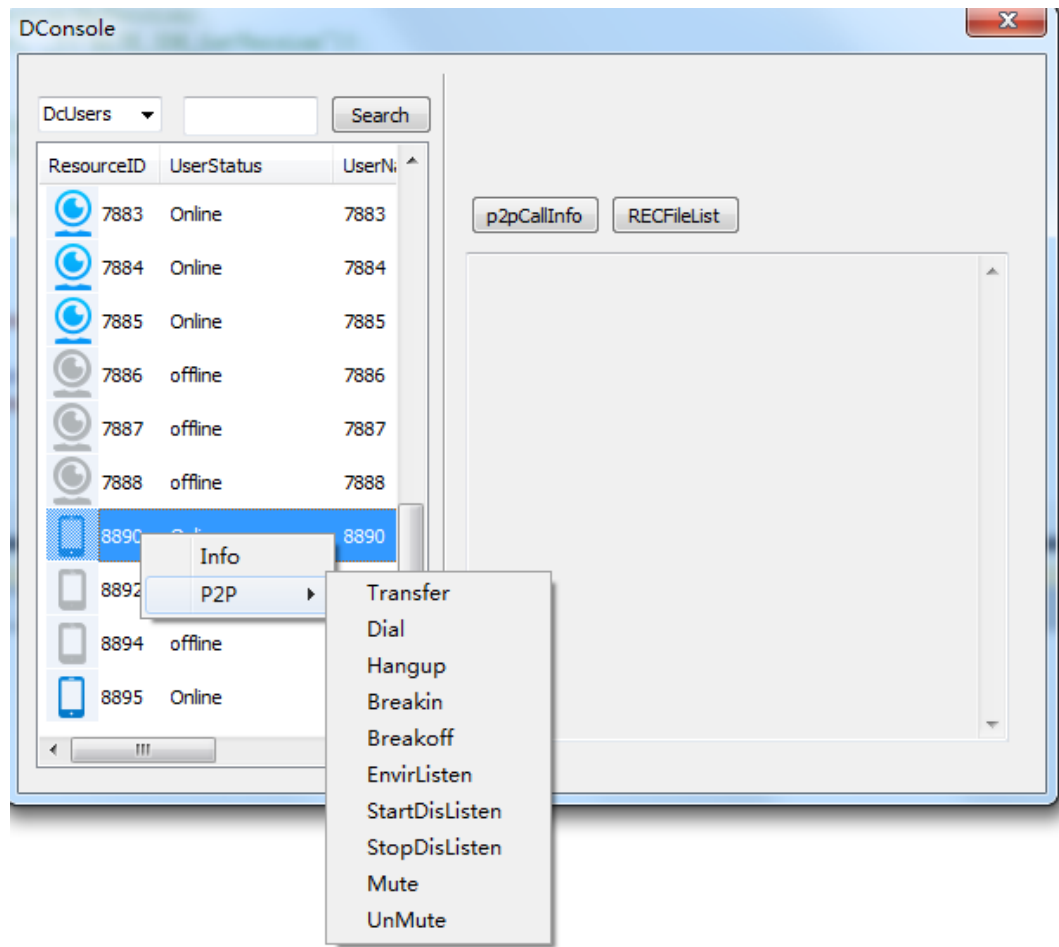 DConsole
DcUsers Search
ResourceID UserStatus
7883 Online 7883
7884 Online 7884
7885 Online 7885
7886 offline 7886
7887 offline 7887
7888 offline 7888
8890 8890
8892
8894 offline
8895 Online
Info
P2P
Transfer
Dial
Hangup
Breakin
Breakoff
EnvirListen
StartDisListen
StopDisListen
Mute
UnMute
p2pCallInfo RECFileList